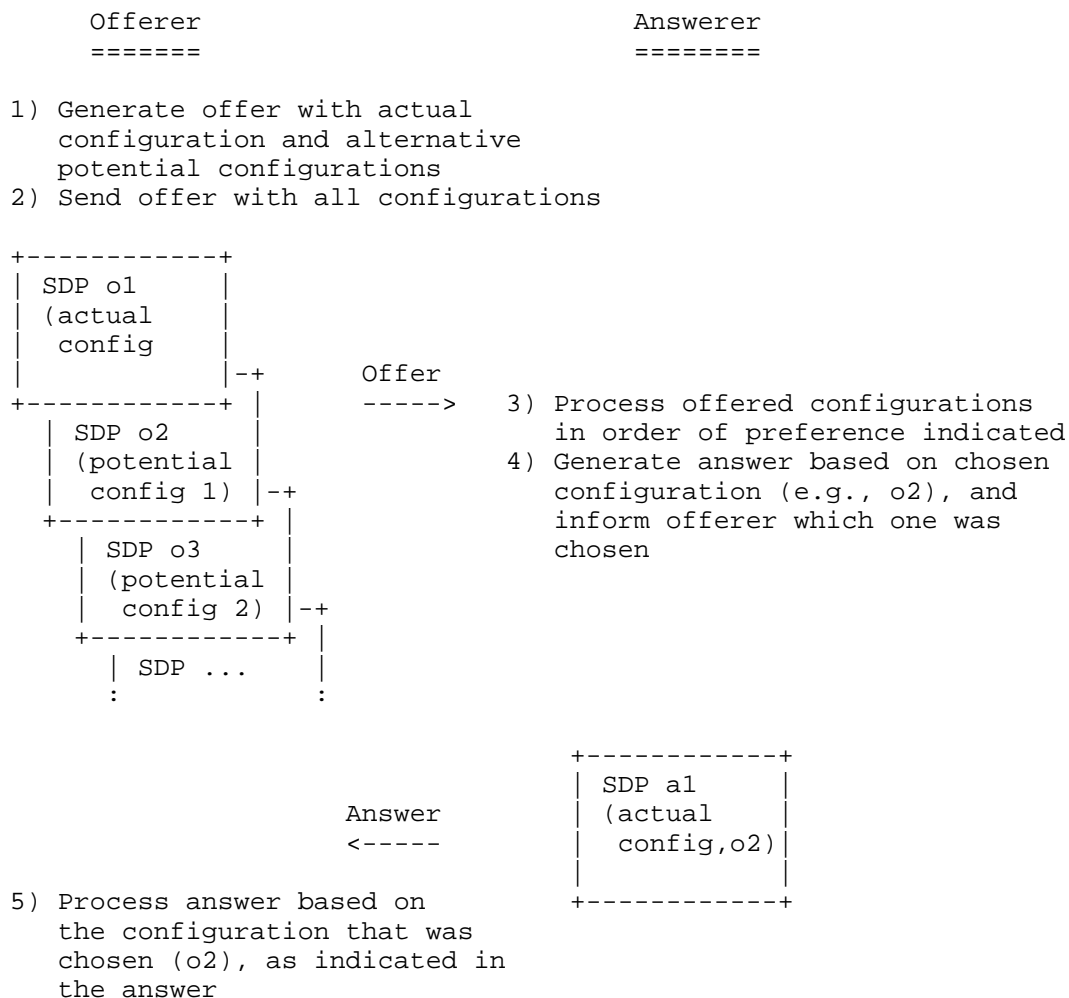 Offerer                           Answerer
=======                           ========
1) Generate offer with actual
   configuration and alternative
   potential configurations
2) Send offer with all configurations
+------------+
| SDP o1     |
| (actual    |
|  config    |
|            |-+      Offer
+------------+ |      ----->   3) Process offered configurations
  | SDP o2     |                  in order of preference indicated
  | (potential |               4) Generate answer based on chosen
  |  config 1) |-+                configuration (e.g., o2), and
  +------------+ |                inform offerer which one was
    | SDP o3     |                chosen
    | (potential |
    |  config 2) |-+
    +------------+ |
      | SDP ...    |
      :            :
                                   +------------+
                                   | SDP a1     |
                     Answer        | (actual    |
                     <-----        |  config,o2)|
                                   |            |
5) Process answer based on         +------------+
   the configuration that was
   chosen (o2), as indicated in
   the answer